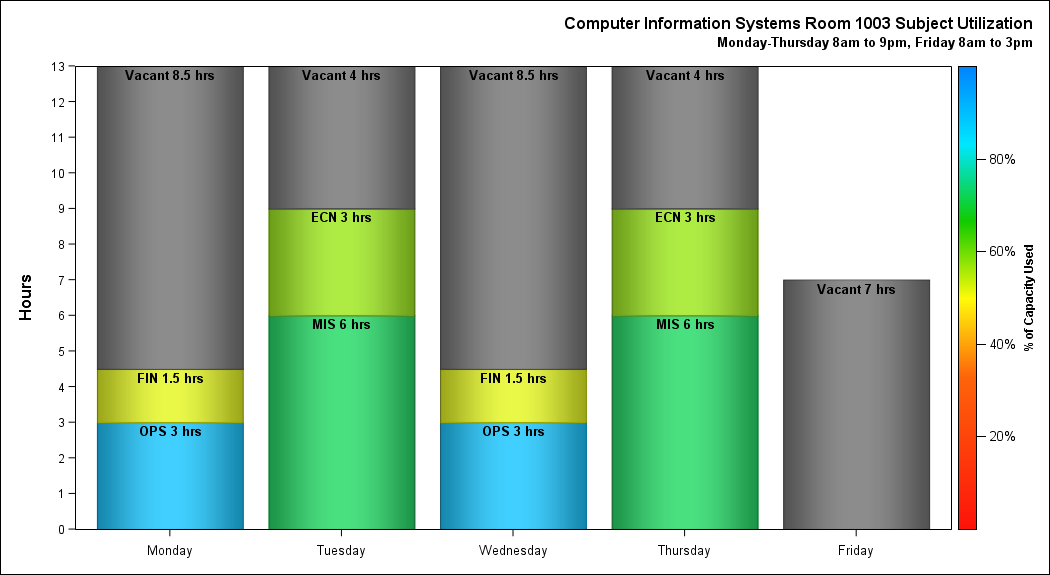 Computer Information Systems Room 1003 Subject Utilization
Monday-Thursday 8am to 9pm, Friday 8am to 3pm
Hours
13
12
11
10
9
8
7
6
5
4
3
2
1
0
Vacant 8.5 hrs
FIN 1.5 hrs
OPS 3 hrs
Vacant 4 hrs
ECN 3 hrs
MIS 6 hrs
Vacant 8.5 hrs
FIN 1.5 hrs
OPS 3 hrs
Vacant 4 hrs
ECN 3 hrs
MIS 6 hrs
Vacant 7 hrs
Monday
Tuesday
Wednesday
Thursday
Friday
80%
60%
40%
20%
% of Capacity Used